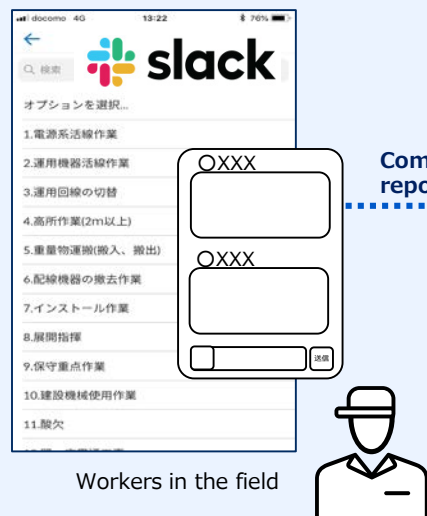 docomo 4G 13:22 76%
slack
検索
オプションを選択...
1.電源系活線作業
2.運用機器活線作業
3.運用回線の切替
4.高所作業(2m以上)
5.重量物運搬(搬入、搬出)
6.配線機器の撤去作業
7.インストール作業
8.展開指揮
9.保守重点作業
10.建設機械使用作業
11.酸欠
〇XXX
〇XXX
送信
Com
repo
Workers in the field